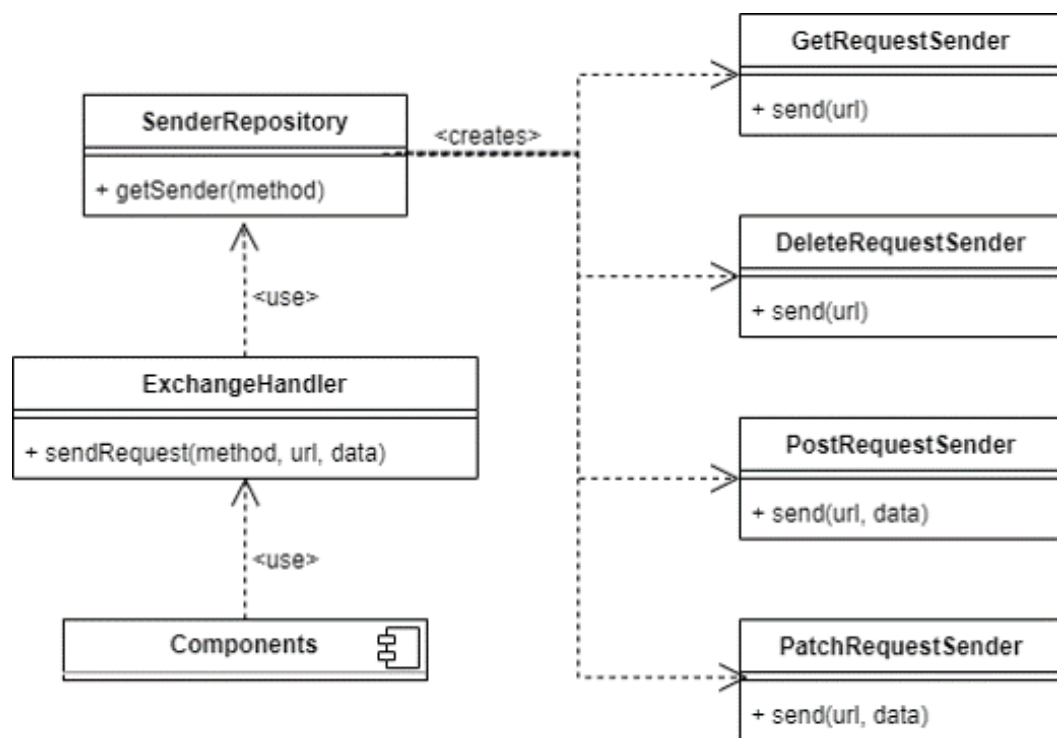 GetRequestSender
+ send(url)
SenderRepository
+ getSender(method)
<creates>
DeleteRequestSender
+ send(url)
<use>
ExchangeHandler
+ sendRequest(method, url, data)
PostRequestSender
+ send(url, data)
<use>
Components
PatchRequestSender
+ send(url, data)